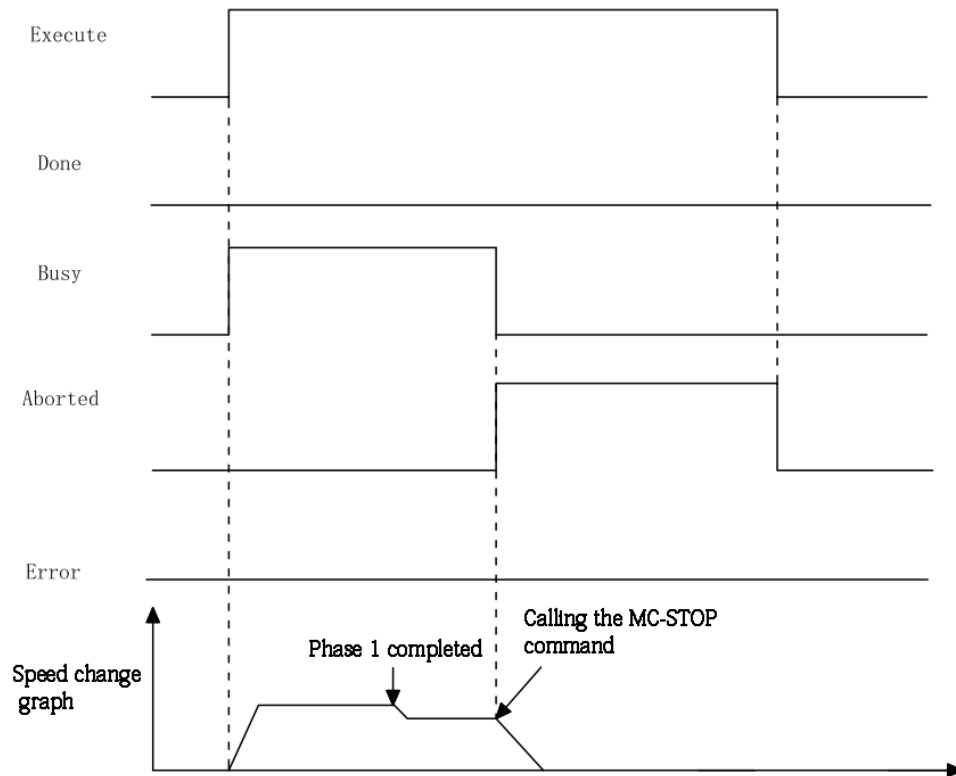 Execute
Done
Busy
Aborted
Error
Calling the MC-STOP
command
Phase 1 completed
Speed change
graph